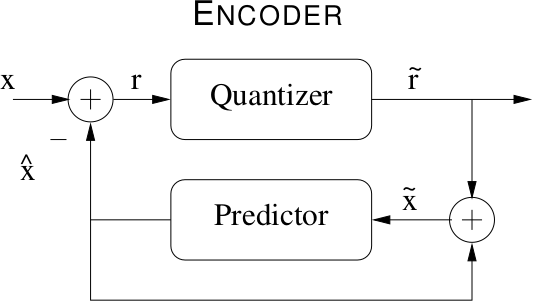 ENCODER
x
+
r
Quantizer
r̃
−
x̂
Predictor
x̃
+